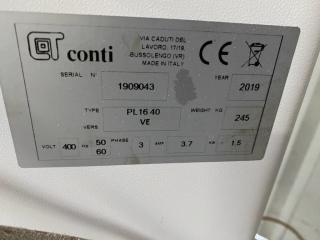 conti
VIA CADUTI DEL
LAVORO, 17/19
BUSSOLENGO (VR)
MADE IN ITALY
CE
SERIAL N° 1909043 YEAR 2019
TYPE PL16 40 WEIGHT KG 245
VERS. VE
VOLT 400 Hz 50 60 PHASE 3 AMP 3.7 KW 1.5